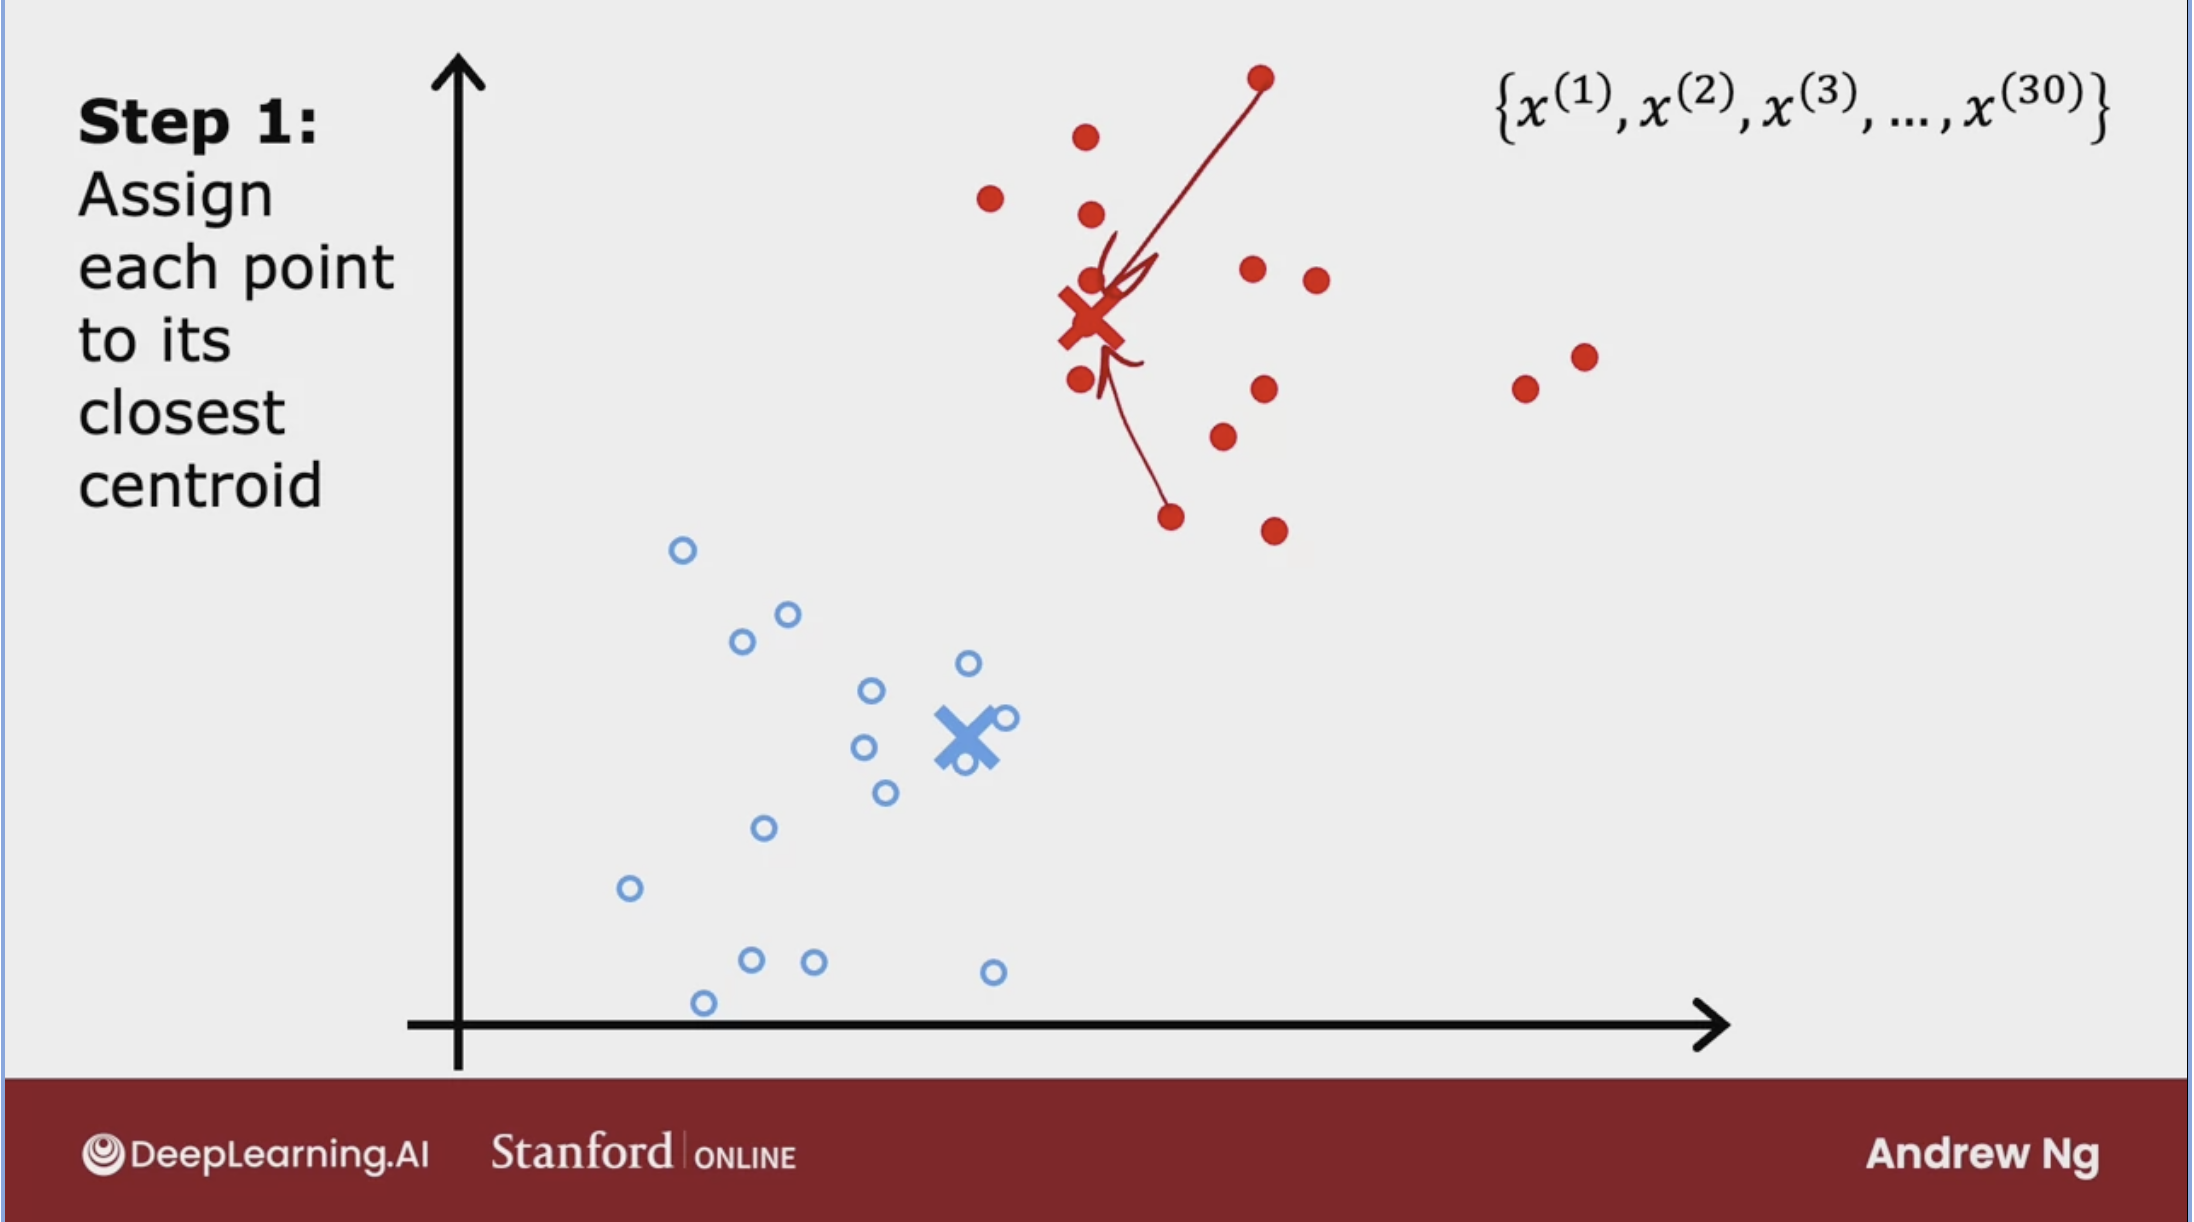 Step 1:
Assign
each point
to its
closest
centroid
{x⁽¹⁾, x⁽²⁾, x⁽³⁾, ..., x⁽³⁰⁾}
DeepLearning.AI
Stanford | ONLINE
Andrew Ng